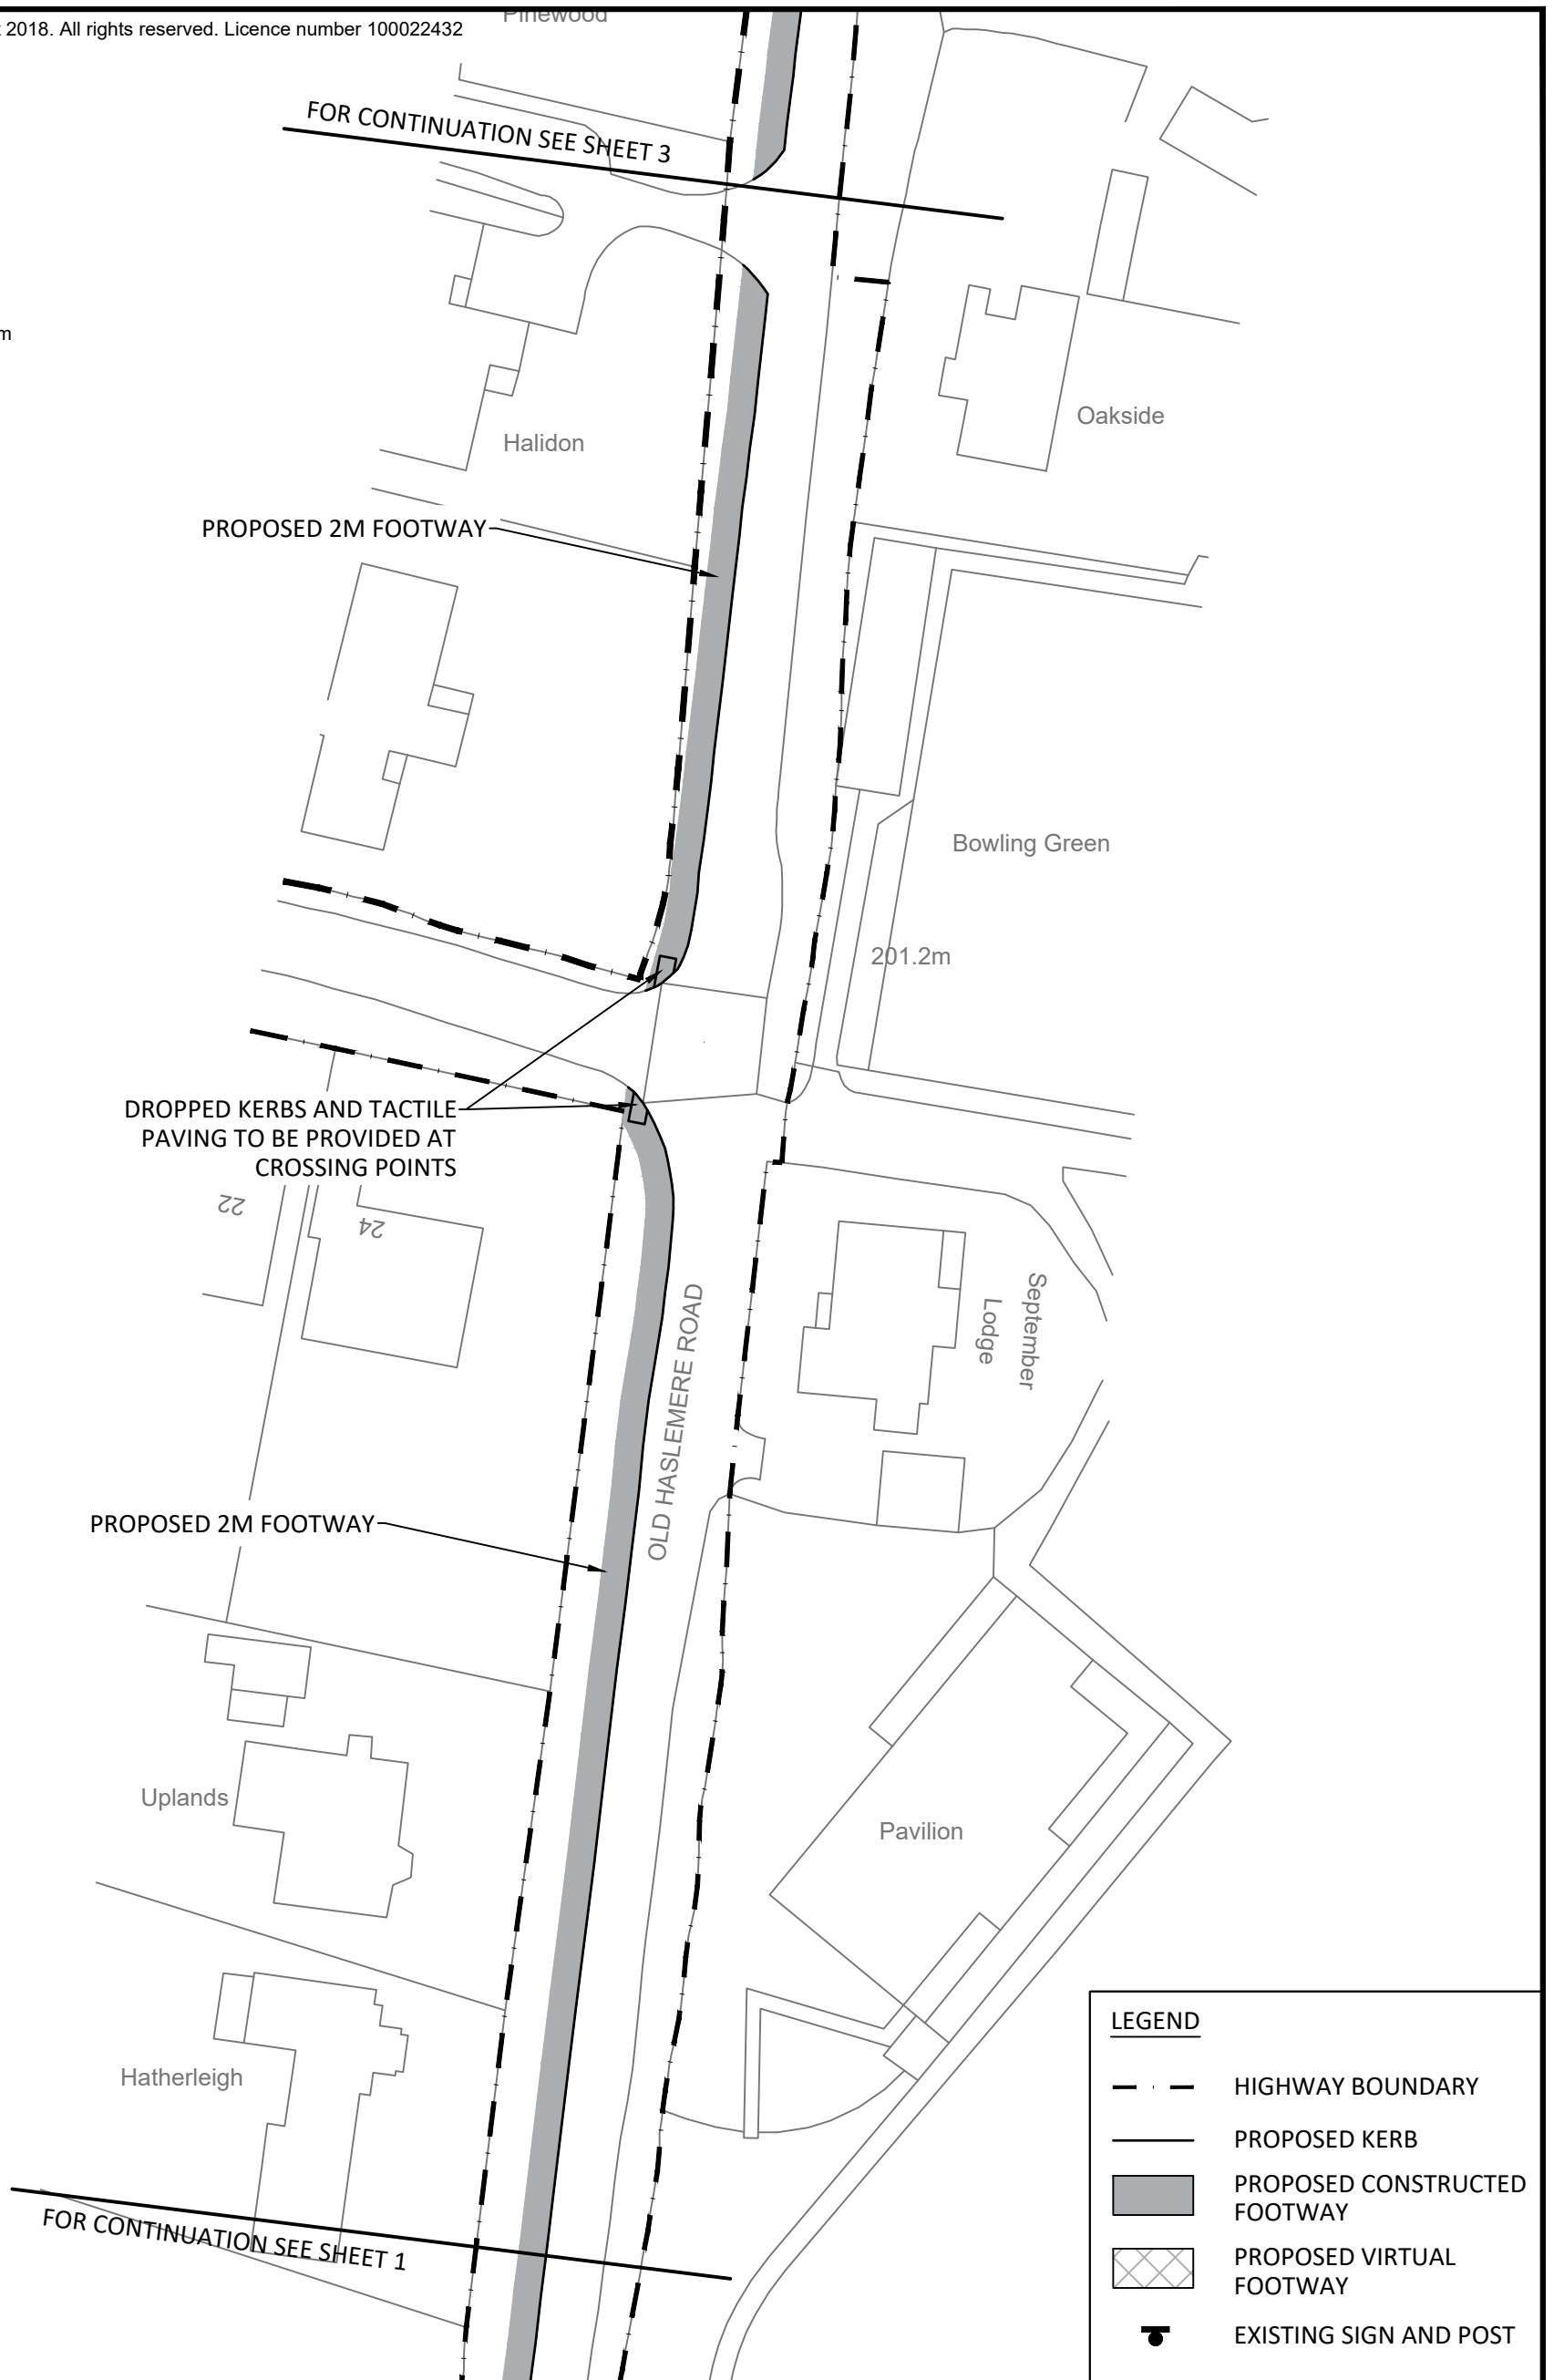 Pinewood
2018. All rights reserved. Licence number 100022432
FOR CONTINUATION SEE SHEET 3
m
Oakside
Halidon
PROPOSED 2M FOOTWAY
Bowling Green
201.2m
DROPPED KERBS AND TACTILE
PAVING TO BE PROVIDED AT
CROSSING POINTS
22
24
September
Lodge
OLD HASLEMERE ROAD
PROPOSED 2M FOOTWAY
Uplands
Pavilion
Hatherleigh
FOR CONTINUATION SEE SHEET 1
LEGEND
HIGHWAY BOUNDARY
PROPOSED KERB
PROPOSED CONSTRUCTED
FOOTWAY
PROPOSED VIRTUAL
FOOTWAY
EXISTING SIGN AND POST